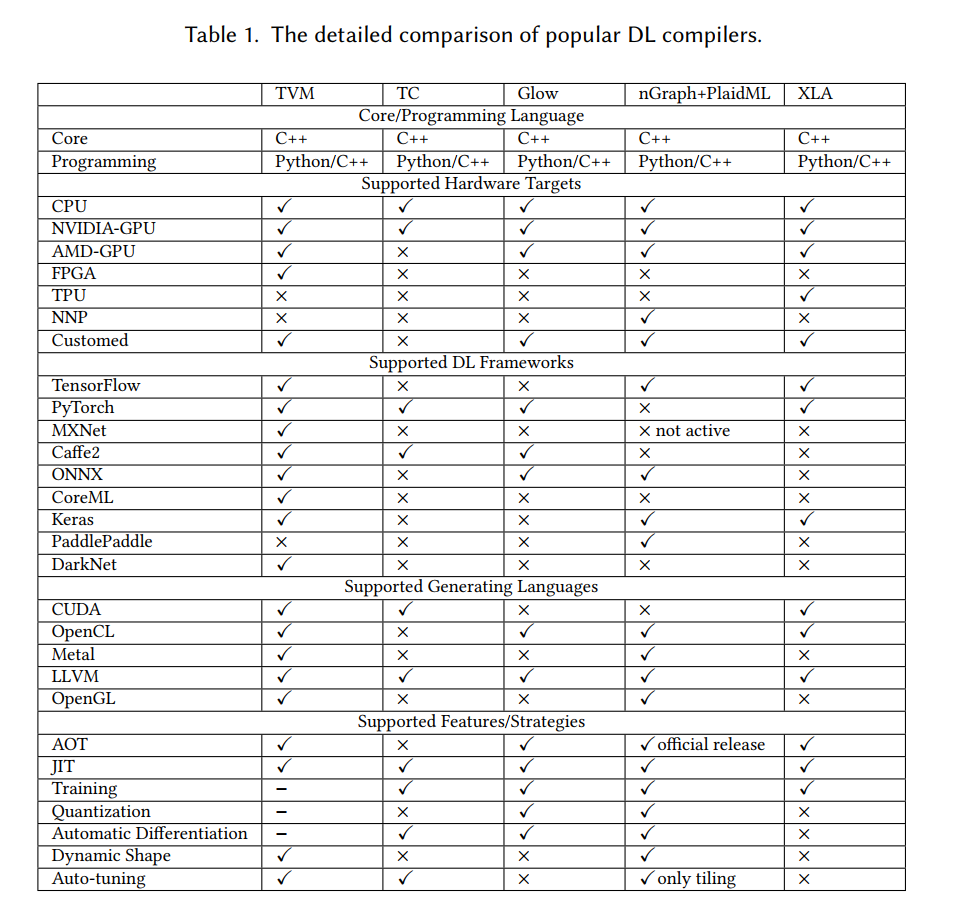 Table 1. The detailed comparison of popular DL compilers.
TVM TC Glow nGraph+PlaidML XLA
Core/Programming Language
Core C++ C++ C++ C++ C++
Programming Python/C++ Python/C++ Python/C++ Python/C++ Python/C++
Supported Hardware Targets
CPU ✓ ✓ ✓ ✓ ✓
NVIDIA-GPU ✓ ✓ ✓ ✓ ✓
AMD-GPU ✓ × ✓ ✓ ✓
FPGA ✓ × × × ×
TPU × × × × ✓
NNP × × × ✓ ×
Customed ✓ × ✓ ✓ ✓
Supported DL Frameworks
TensorFlow ✓ × × ✓ ✓
PyTorch ✓ ✓ ✓ × ✓
MXNet ✓ × × × not active ×
Caffe2 ✓ ✓ ✓ × ×
ONNX ✓ × ✓ ✓ ×
CoreML ✓ × × × ×
Keras ✓ × × ✓ ✓
PaddlePaddle × × × ✓ ×
DarkNet ✓ × × × ×
Supported Generating Languages
CUDA ✓ ✓ × × ✓
OpenCL ✓ × ✓ ✓ ✓
Metal ✓ × × ✓ ×
LLVM ✓ ✓ ✓ ✓ ✓
OpenGL ✓ × × ✓ ×
Supported Features/Strategies
AOT ✓ × ✓ ✓ official release ✓
JIT ✓ ✓ ✓ ✓ ✓
Training – ✓ ✓ ✓ ✓
Quantization – × ✓ ✓ ×
Automatic Differentiation – ✓ ✓ ✓ ×
Dynamic Shape ✓ × × ✓ ×
Auto-tuning ✓ ✓ × ✓ only tiling ×